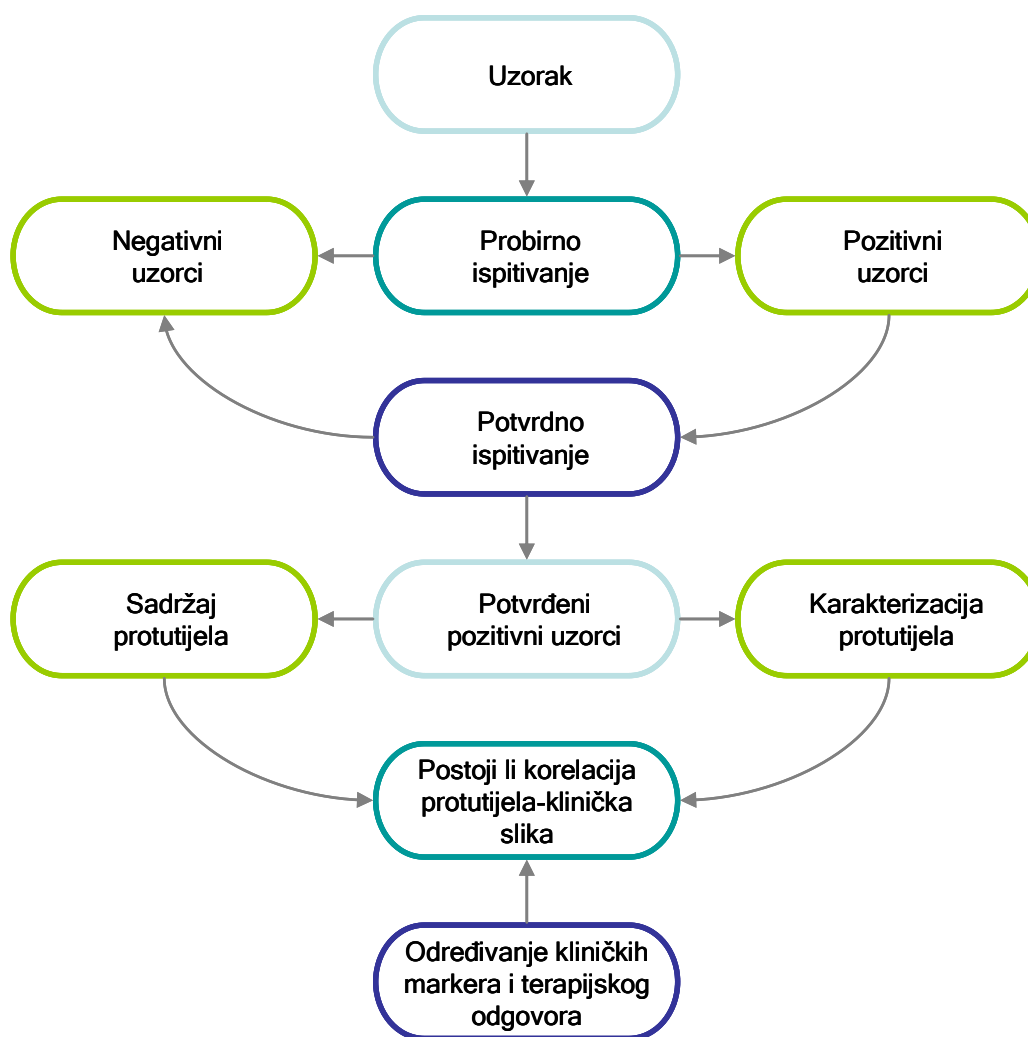 Uzorak
Negativni
uzorci
Probirno
ispitivanje
Pozitivni
uzorci
Potvrdno
ispitivanje
Sadržaj
protutijela
Potvrđeni
pozitivni uzorci
Karakterizacija
protutijela
Postoji li korelacija
protutijela-klinička
slika
Određivanje kliničkih
markera i terapijskog
odgovora